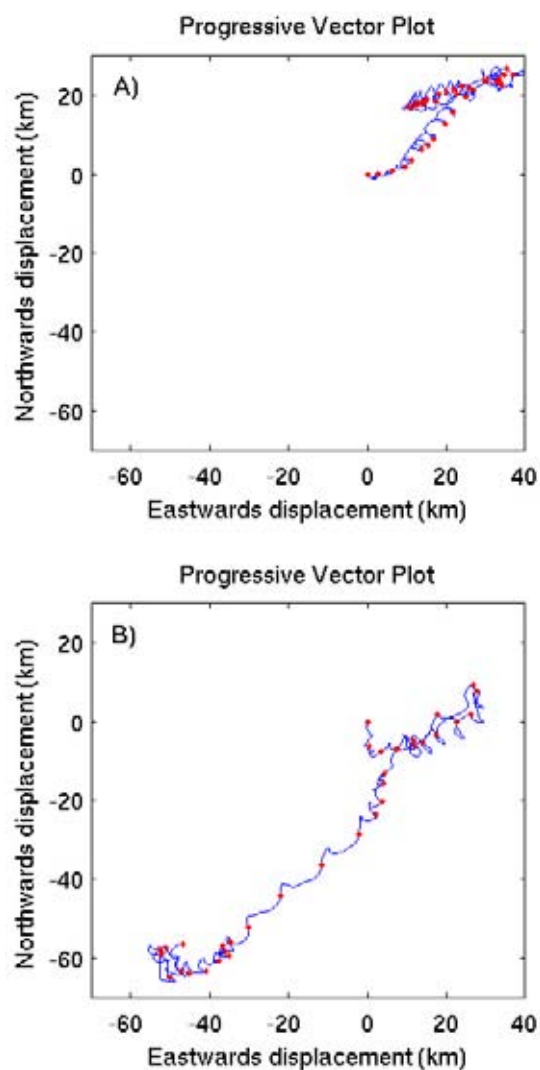 Progressive Vector Plot
A)
20
0
-20
-40
-60
Northwards displacement (km)
-60 -40 -20 0 20 40
Eastwards displacement (km)
Progressive Vector Plot
B)
20
0
-20
-40
-60
Northwards displacement (km)
-60 -40 -20 0 20 40
Eastwards displacement (km)